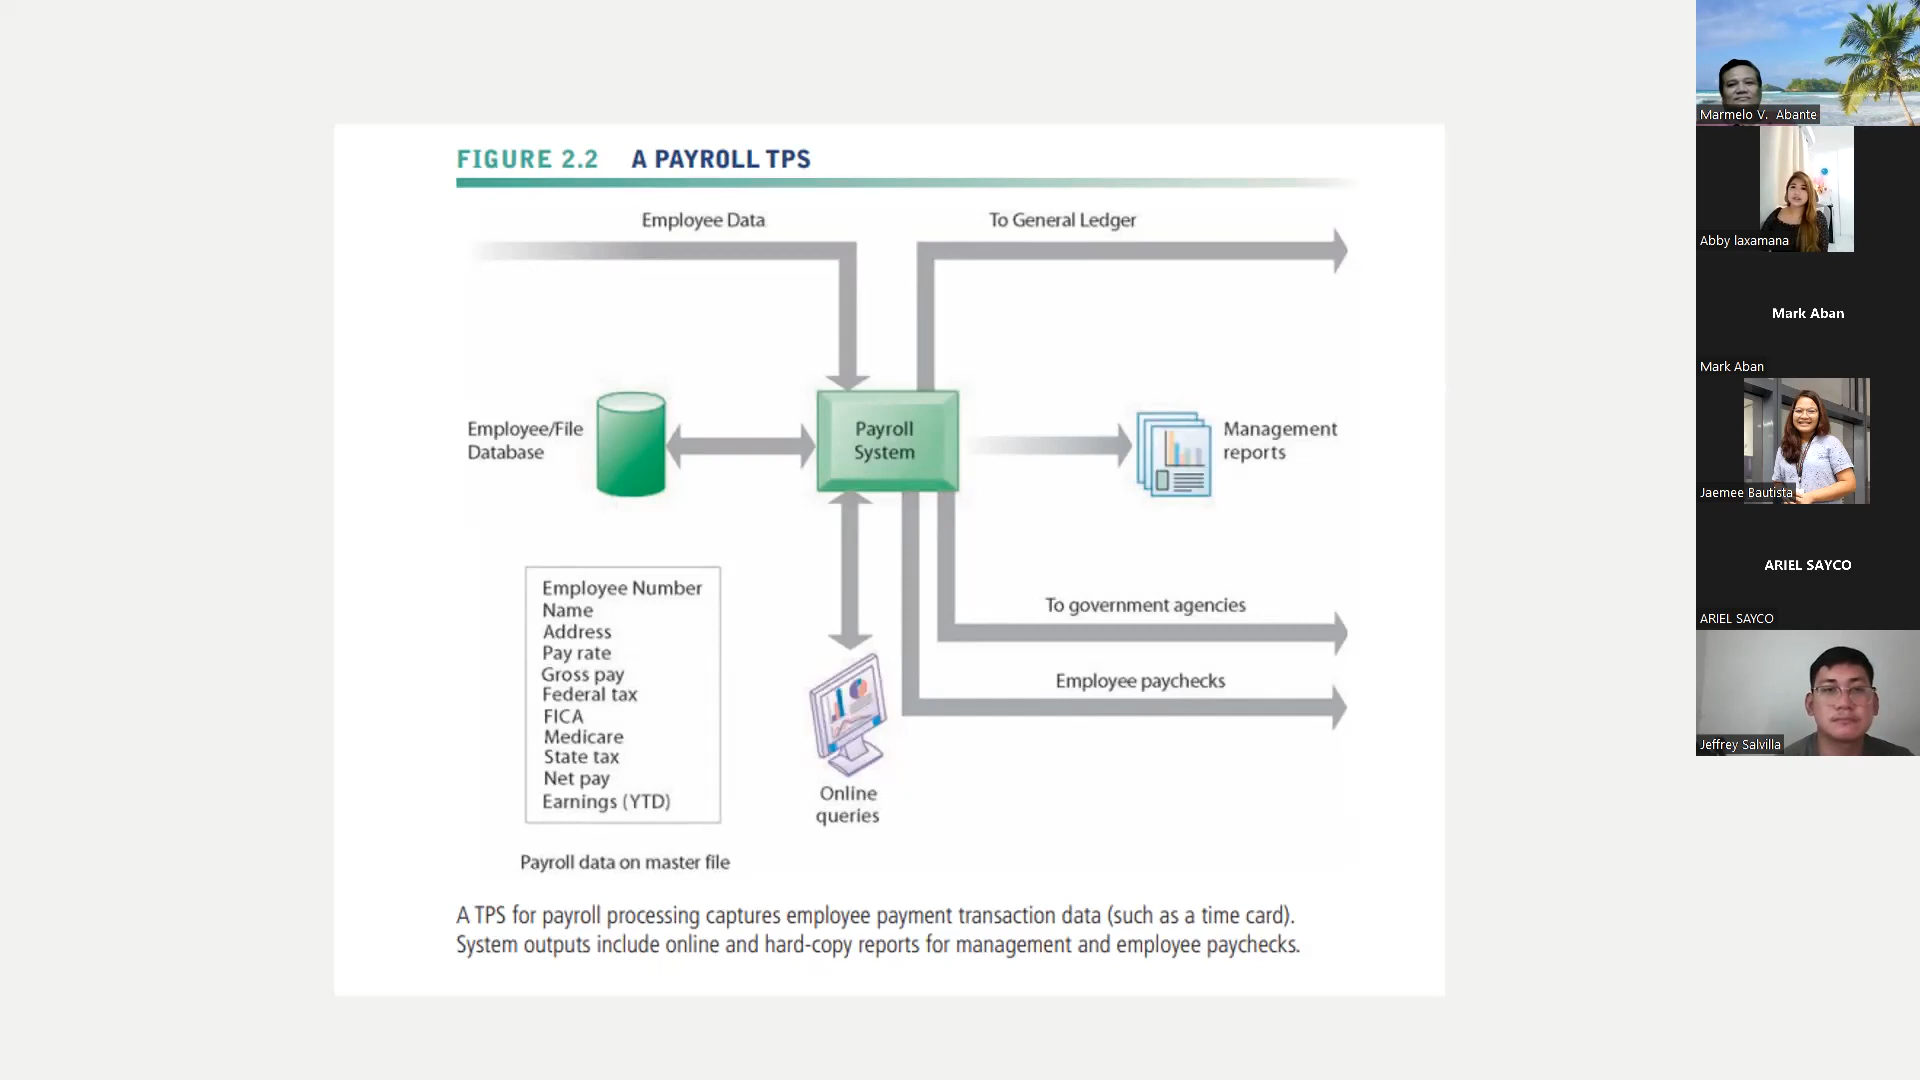 FIGURE 2.2 A PAYROLL TPS
Employee Data
To General Ledger
Employee/File
Database
Payroll
System
Management
reports
Employee Number
Name
Address
Pay rate
Gross pay
Federal tax
FICA
Medicare
State tax
Net pay
Earnings (YTD)
Payroll data on master file
Online
queries
To government agencies
Employee paychecks
A TPS for payroll processing captures employee payment transaction data (such as a time card).
System outputs include online and hard-copy reports for management and employee paychecks.
Marmelo V. Abante
Abby laxamana
Mark Aban
Mark Aban
Jaemee Bautista
ARIEL SAYCO
ARIEL SAYCO
Jeffrey Salvilla